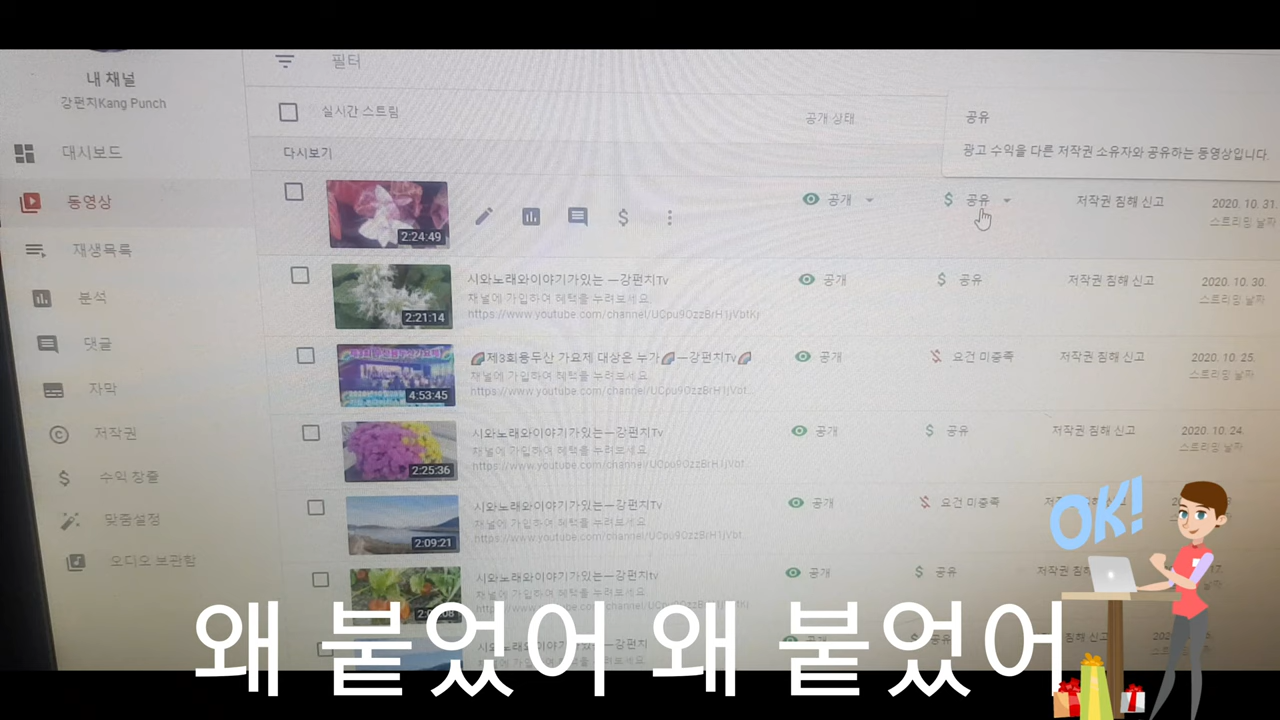 내 채널
강펀치Kang Punch
대시보드
동영상
재생목록
분석
댓글
자막
저작권
수익 창출
맞춤설정
오디오 보관함
필터
실시간 스트림
공개 상태
공유
광고 수익을 다른 저작권 소유자와 공유하는 동영상입니다.
다시보기
2:24:49
공개
공유
저작권 침해 신고
2020. 10. 31.
스트리밍 날짜
2:21:14
시와노래와이야기가있는 —강펀치Tv
채널에 가입하여 혜택을 누려보세요.
공개
공유
저작권 침해 신고
2020. 10. 30.
스트리밍 날짜
4:53:45
🌈제3회용두산 가요제 대상은 누가🌈—강펀치Tv🌈
채널에 가입하여 혜택을 누려보세요.
공개
요건 미충족
저작권 침해 신고
2020. 10. 25.
스트리밍 날짜
2:25:36
시와노래와이야기가있는—강펀치Tv
채널에 가입하여 혜택을 누려보세요.
공개
공유
저작권 침해 신고
2020. 10. 24.
스트리밍 날짜
2:09:21
시와노래와이야기가있는—강펀치Tv
채널에 가입하여 혜택을 누려보세요.
공개
요건 미충족
시와노래와이야기가있는—강펀치tv
채널에 가입하여 혜택을 누려보세요.
공개
공유
OK!
왜 붙었어 왜 붙었어